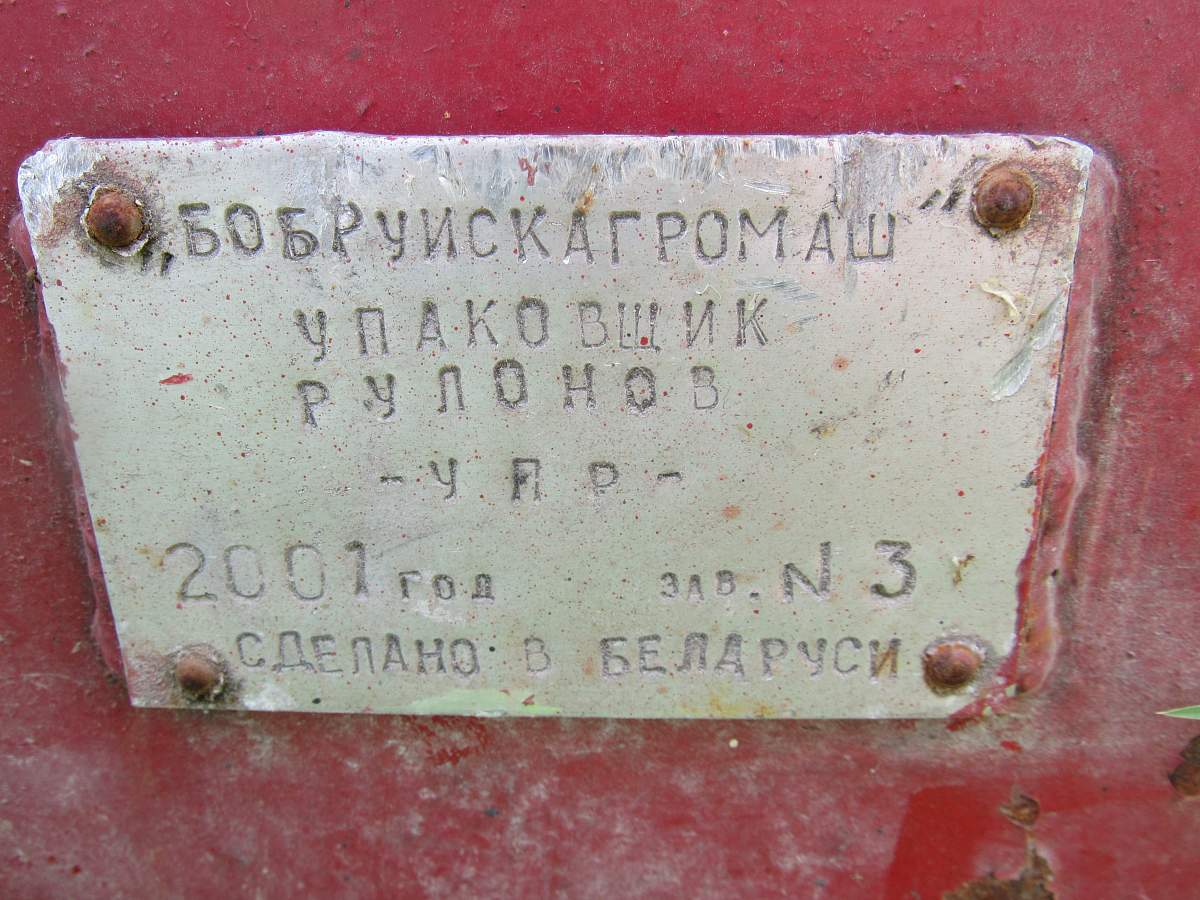 „БОБРУИСКАГРОМАШ"
УПАКОВЩИК
РУЛОНОВ
-УПР-
2001 ГОД ЗАВ. N 3
СДЕЛАНО В БЕЛАРУСИ